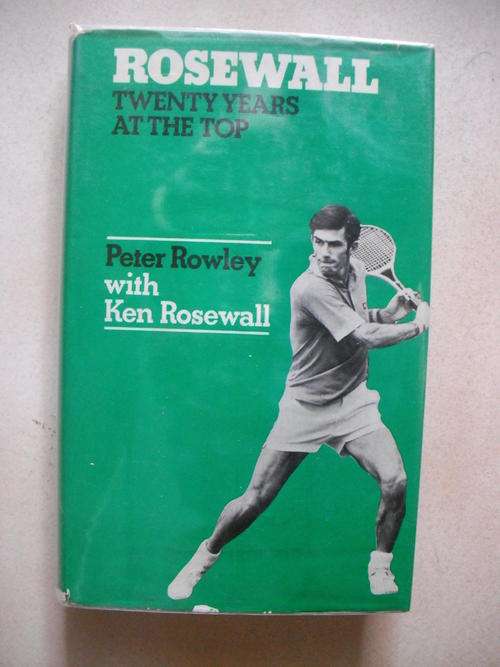 ROSEWALL
TWENTY YEARS
AT THE TOP
Peter Rowley
with
Ken Rosewall